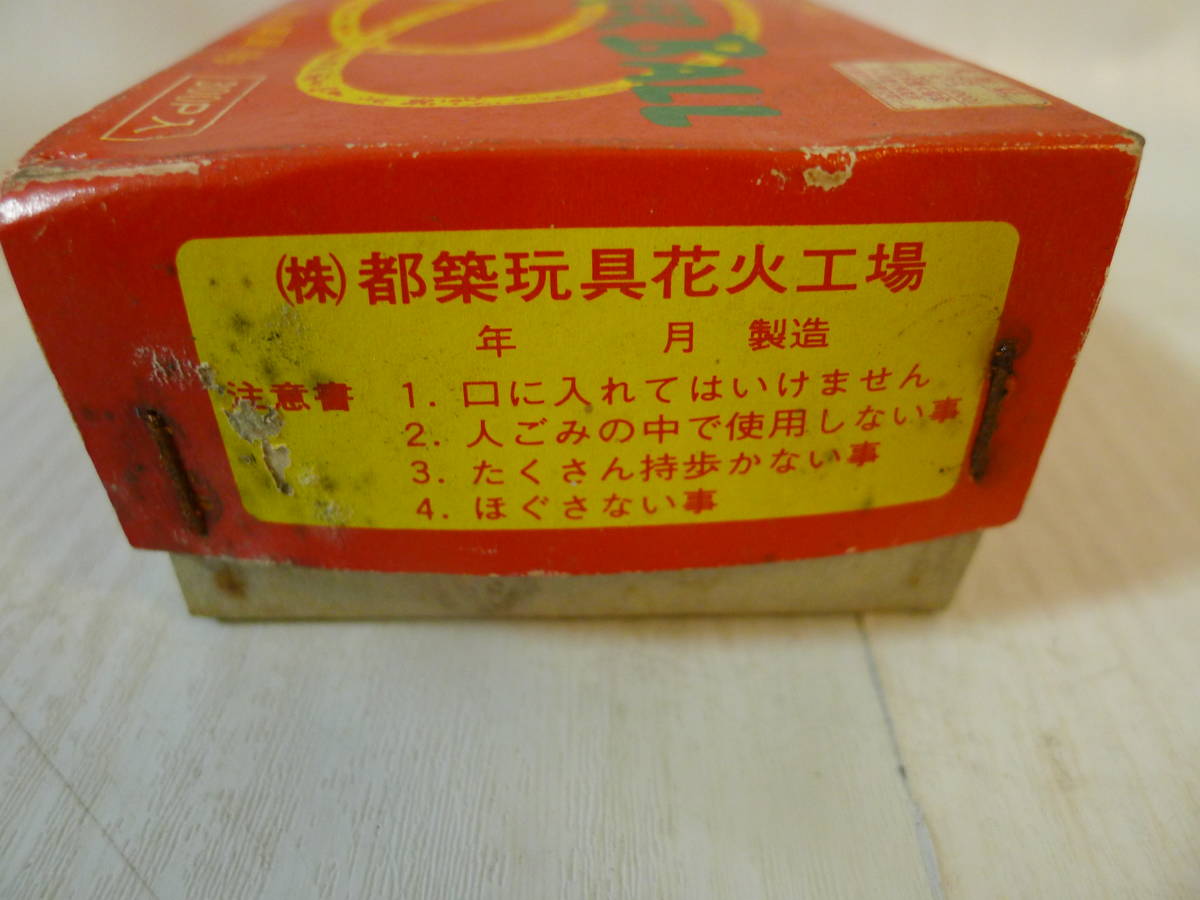 BALL
(株)都築玩具花火工場
年 月 製造
注意書 1. 口に入れてはいけません
2. 人ごみの中で使用しない事
3. たくさん持歩かない事
4. ほぐさない事